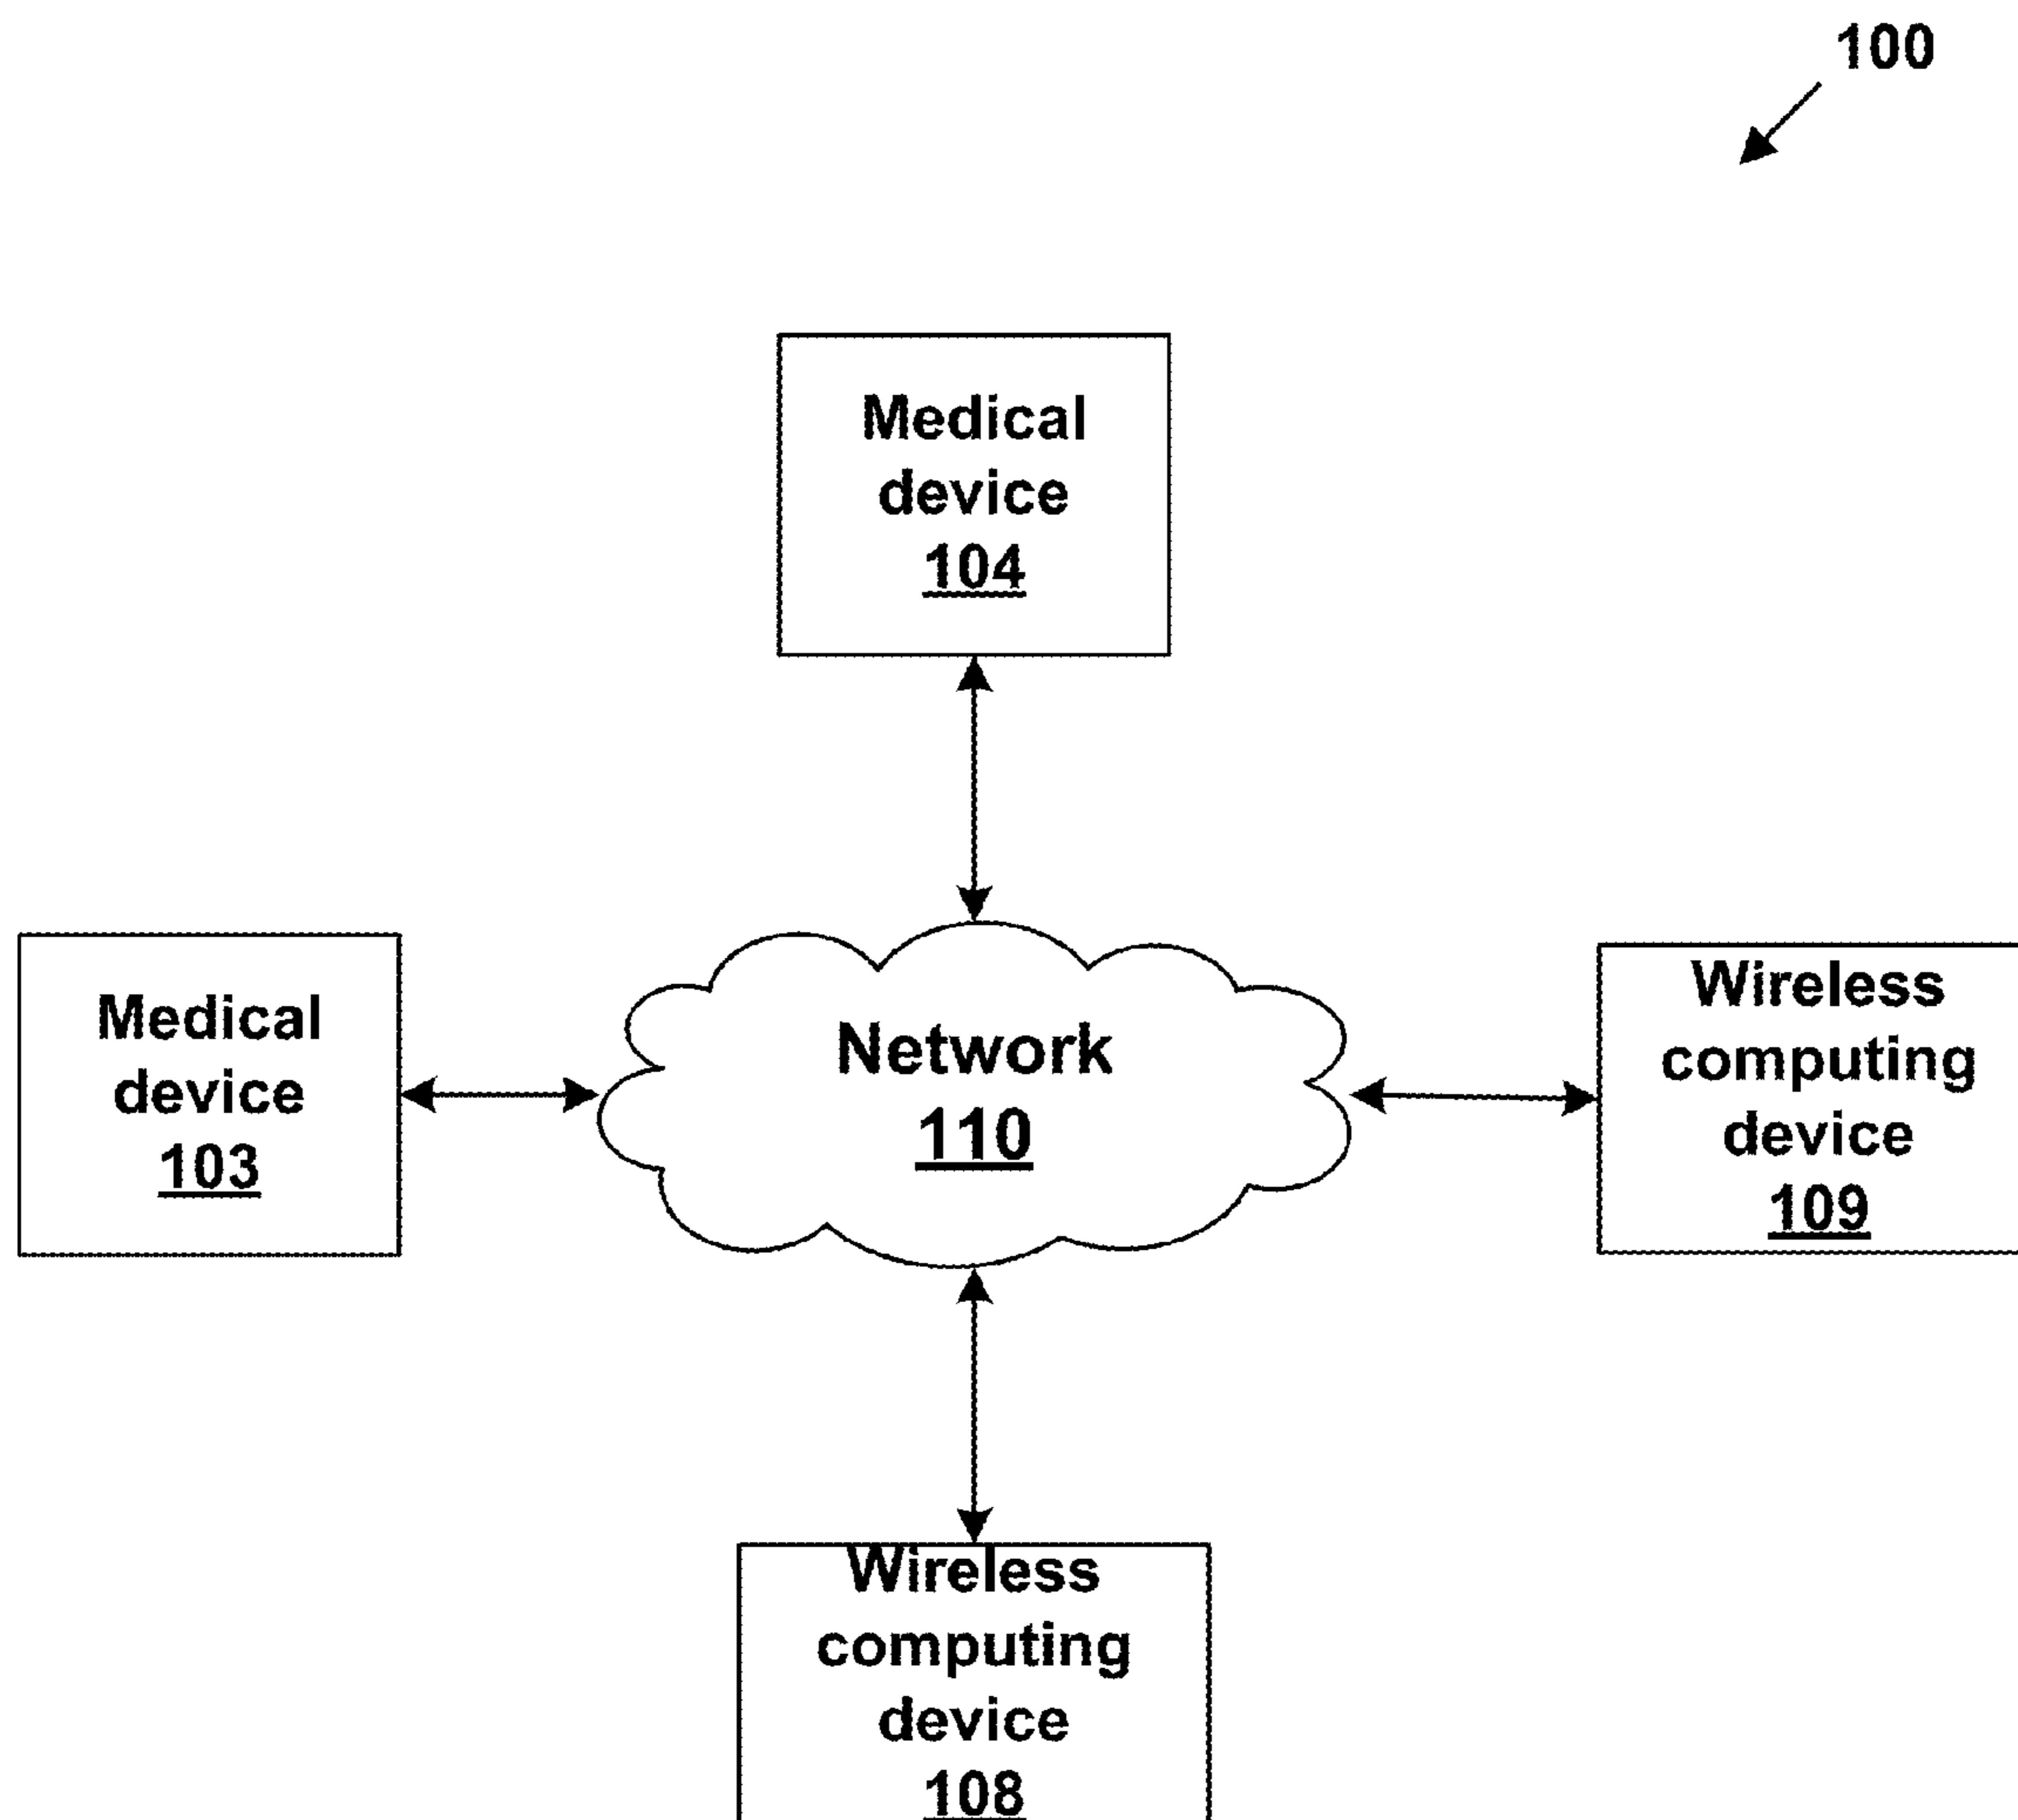 100
Medical
device
104
Medical
device
103
Network
110
Wireless
computing
device
109
Wireless
computing
device
108